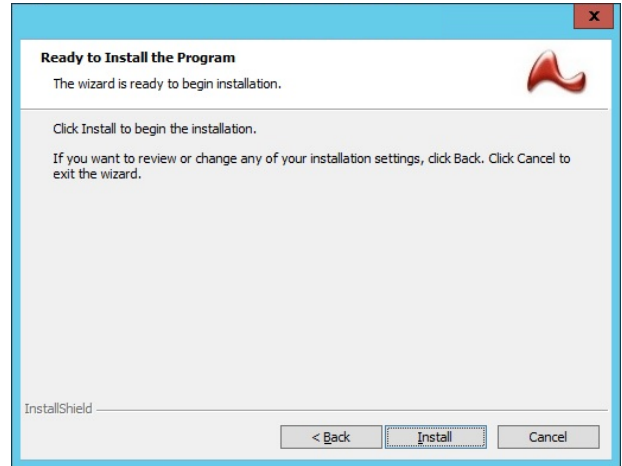 x
Ready to Install the Program
The wizard is ready to begin installation.
Click Install to begin the installation.
If you want to review or change any of your installation settings, click Back. Click Cancel to
exit the wizard.
InstallShield
< Back Install Cancel